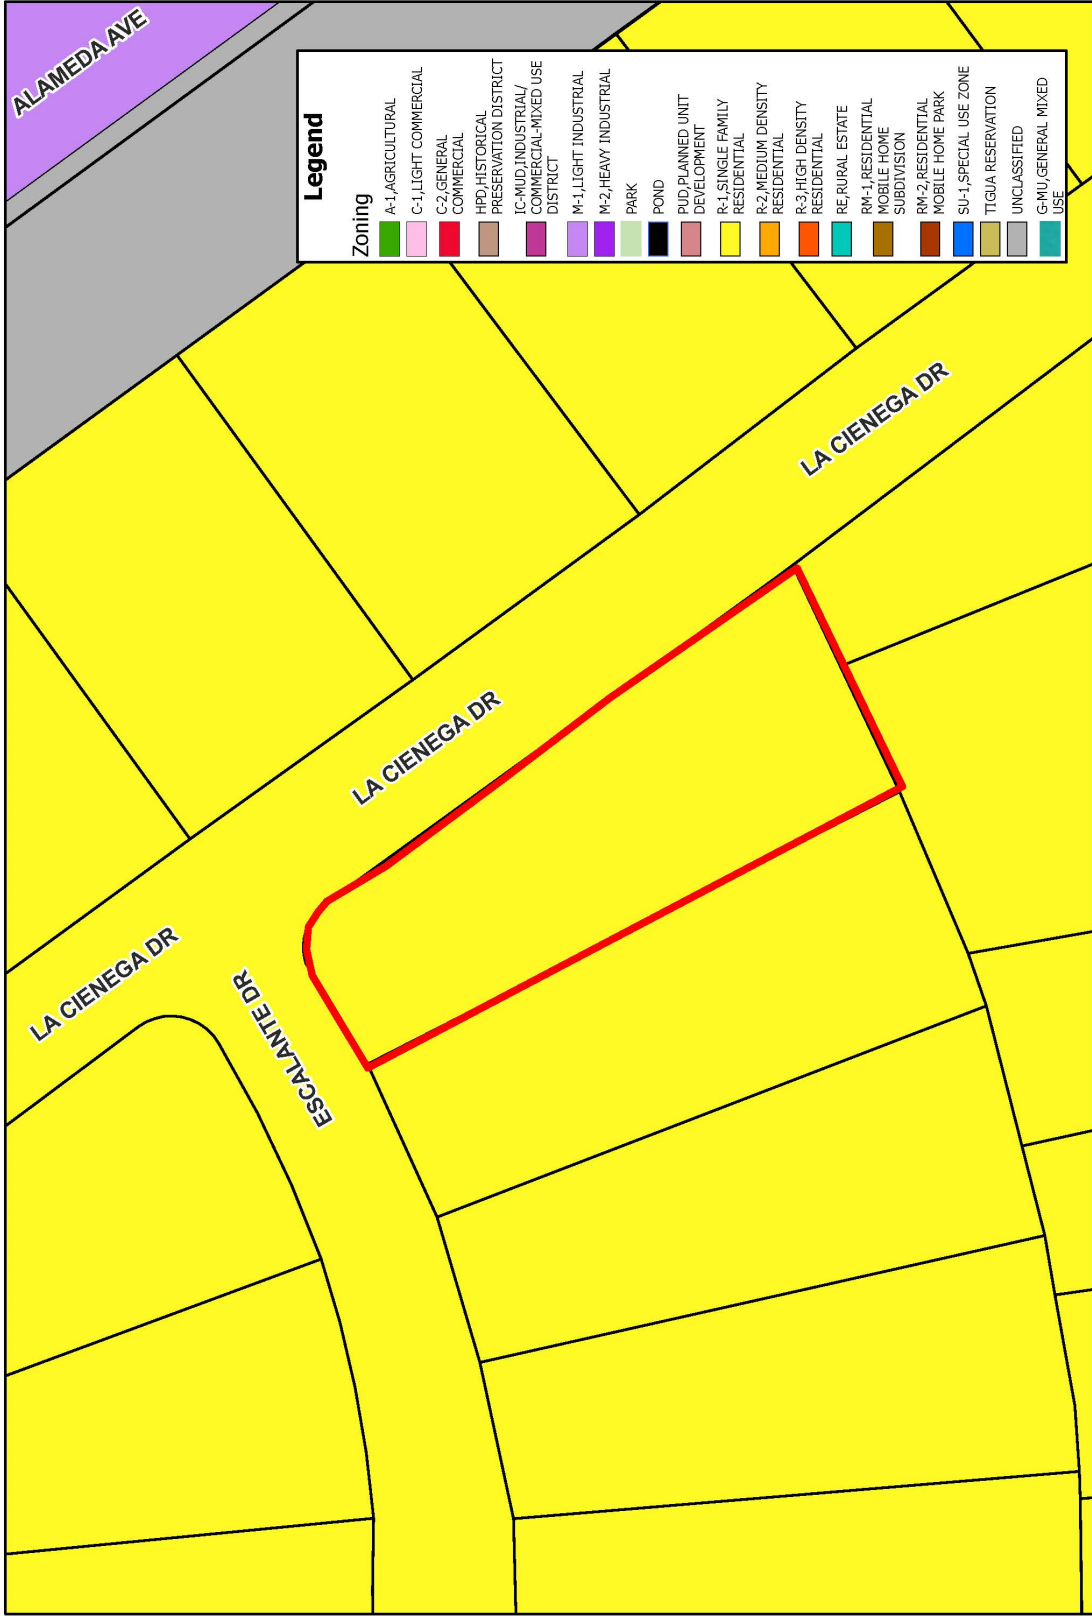 ALAMEDA AVE
LA CIENEGA DR
LA CIENEGA DR
LA CIENEGA DR
ESCALANTE DR
Legend
Zoning
A-1,AGRICULTURAL
C-1,LIGHT COMMERCIAL
C-2,GENERAL
COMMERCIAL
HPD,HISTORICAL
PRESERVATION DISTRICT
IC-MUD,INDUSTRIAL/
COMMERCIAL-MIXED USE
DISTRICT
M-1,LIGHT INDUSTRIAL
M-2,HEAVY INDUSTRIAL
PARK
POND
PUD,PLANNED UNIT
DEVELOPMENT
R-1,SINGLE FAMILY
RESIDENTIAL
R-2,MEDIUM DENSITY
RESIDENTIAL
R-3,HIGH DENSITY
RESIDENTIAL
RE,RURAL ESTATE
RM-1,RESIDENTIAL
MOBILE HOME
SUBDIVISION
RM-2,RESIDENTIAL
MOBILE HOME PARK
SU-1,SPECIAL USE ZONE
TIGUA RESERVATION
UNCLASSIFIED
G-MU,GENERAL MIXED
USE